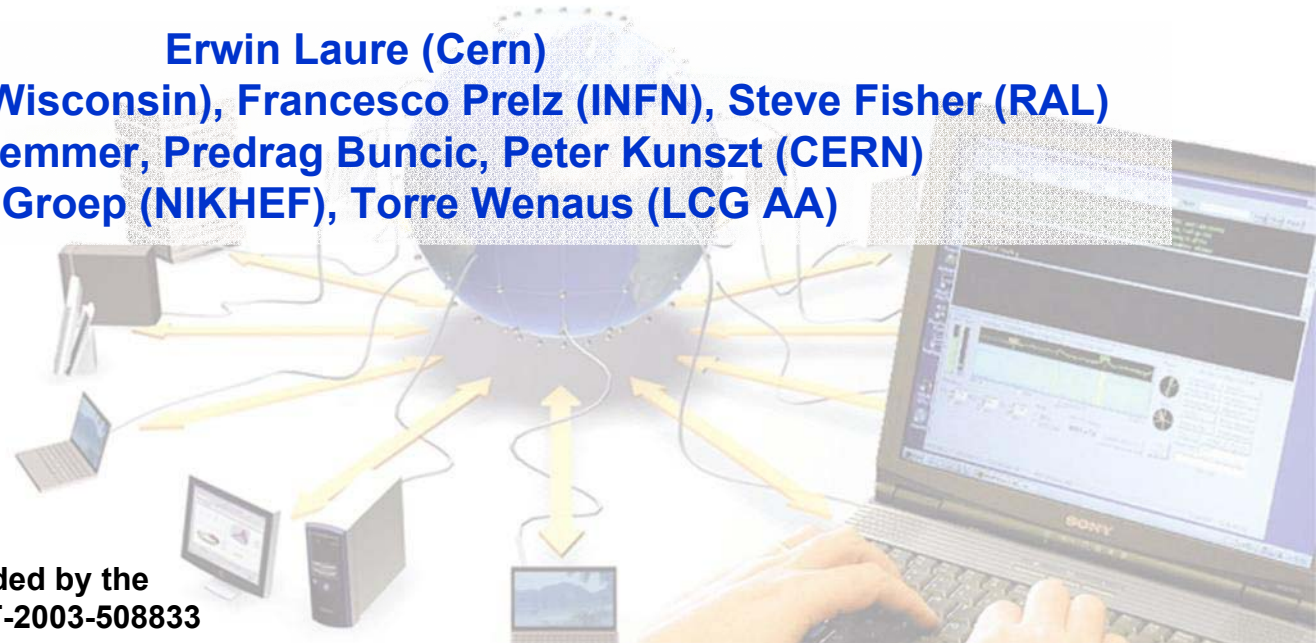 Erwin Laure (Cern)
Wisconsin), Francesco Prelz (INFN), Steve Fisher (RAL)
emmer, Predrag Buncic, Peter Kunszt (CERN)
Groep (NIKHEF), Torre Wenaus (LCG AA)
SONY
ded by the
-2003-508833